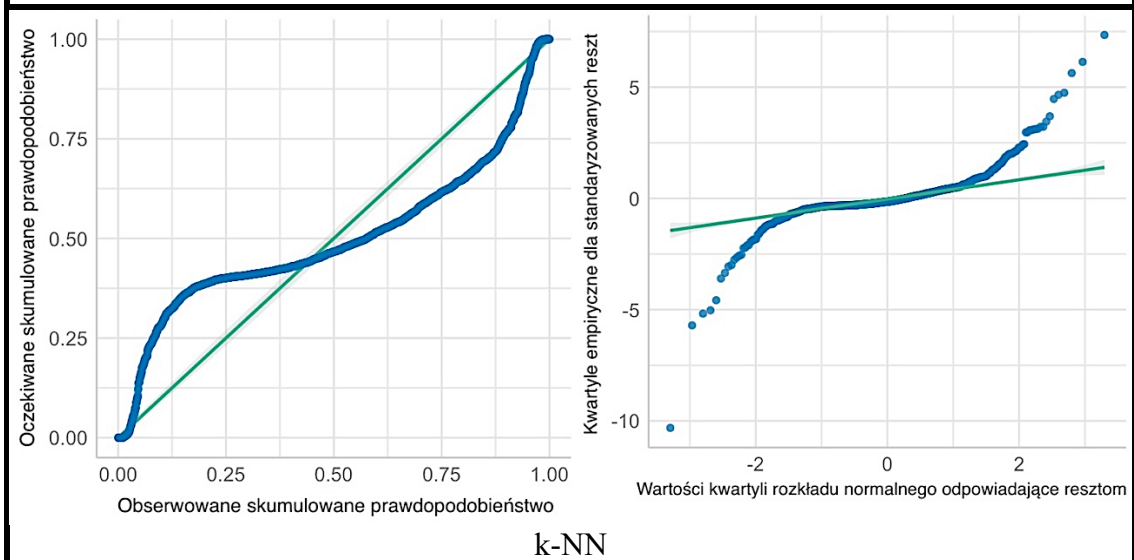 Oczekiwane skumulowane prawdopodobieństwo
1.00
0.75
0.50
0.25
0.00
0.00 0.25 0.50 0.75 1.00
Obserwowane skumulowane prawdopodobieństwo
Kwartyle empiryczne dla standaryzowanych reszt
5
0
-5
-10
-2 0 2
Wartości kwartyli rozkładu normalnego odpowiadające resztom
k-NN